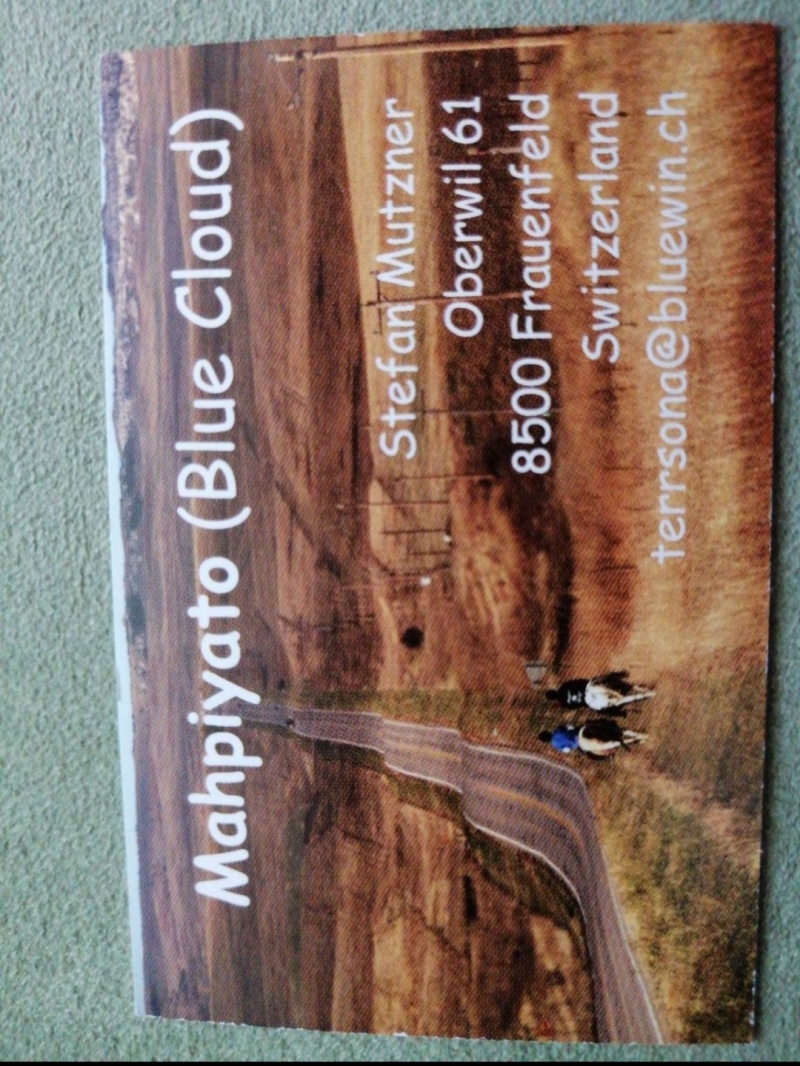 Mahpiyato (Blue Cloud)
Stefan Mutzner
Oberwil 61
8500 Frauenfeld
Switzerland
terrsona@bluewin.ch